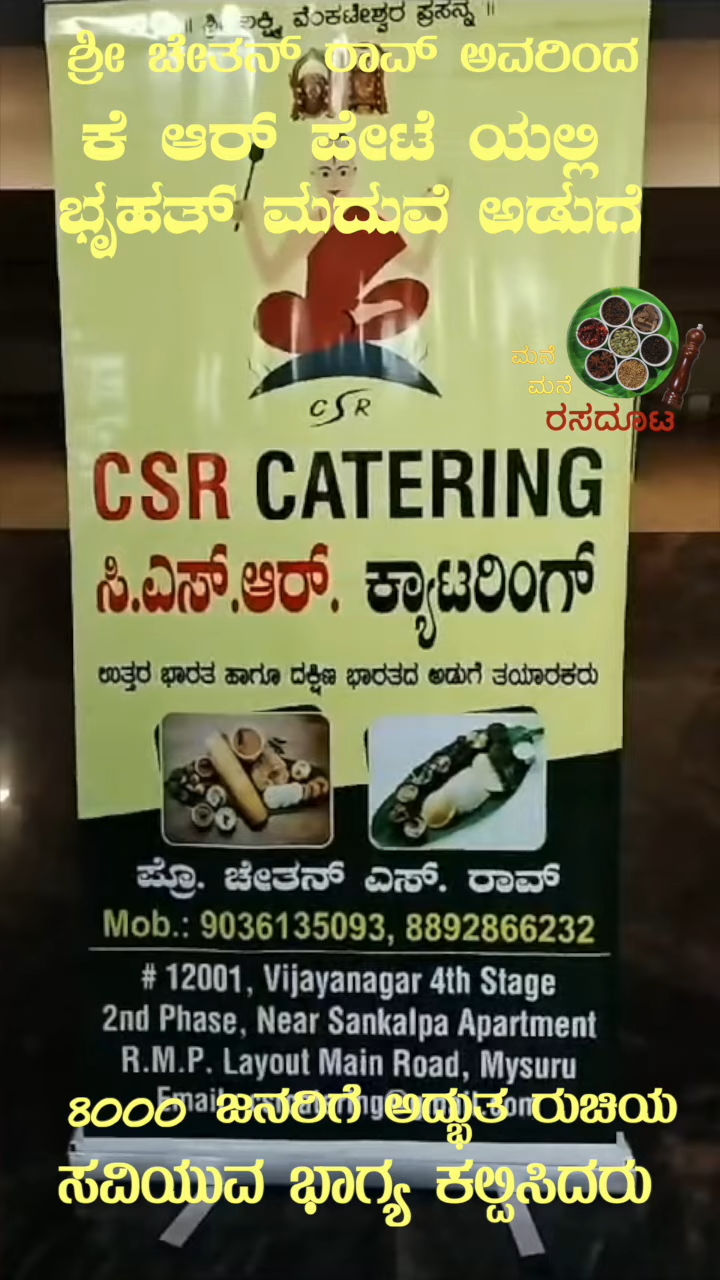 ವೆಂಕಟೇಶ್ವರ ಪ್ರಸನ್ನ ||
ಶ್ರೀ ಚೇತನ್ ರಾವ್ ಅವರಿಂದ
ಕೆ ಆರ್ ಪೇಟೆ ಯಲ್ಲಿ
ಭೃಹತ್ ಮದುವೆ ಅಡುಗೆ
ಮನೆ
ಮನೆ
ರಸದೂಟ
CSR
CSR CATERING
ಸಿ.ಎಸ್.ಆರ್. ಕ್ಯಾಟರಿಂಗ್
ಉತ್ತರ ಭಾರತ ಹಾಗೂ ದಕ್ಷಿಣ ಭಾರತದ ಅಡುಗೆ ತಯಾರಕರು
ಪ್ರೊ. ಚೇತನ್ ಎಸ್. ರಾವ್
Mob.: 9036135093, 8892866232
# 12001, Vijayanagar 4th Stage
2nd Phase, Near Sankalpa Apartment
R.M.P. Layout Main Road, Mysuru
8000 ಜನರಿಗೆ ಅದ್ಭುತ ರುಚಿಯ
ಸವಿಯುವ ಭಾಗ್ಯ ಕಲ್ಪಿಸಿದರು